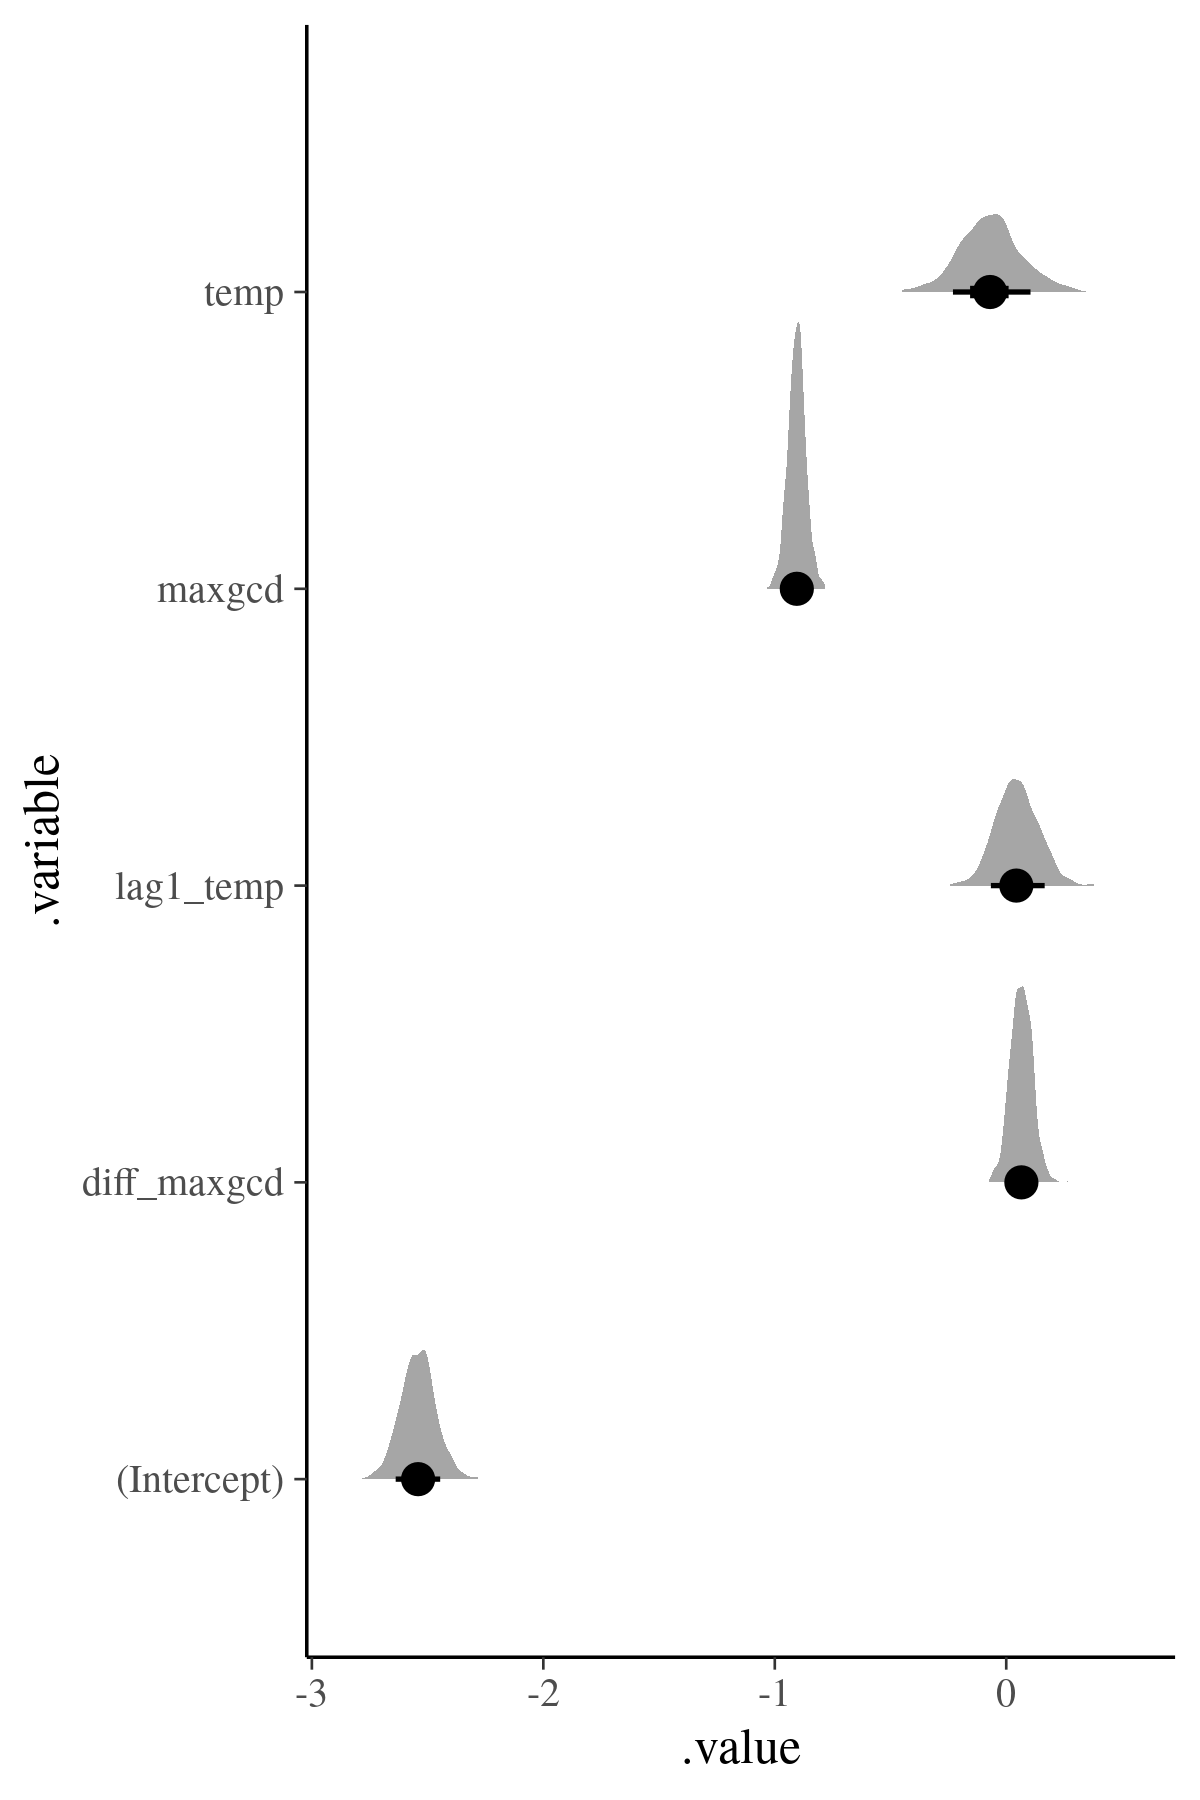 temp
maxgcd
.variable
lag1_temp
diff_maxgcd
(Intercept)
-3 -2 -1 0
.value